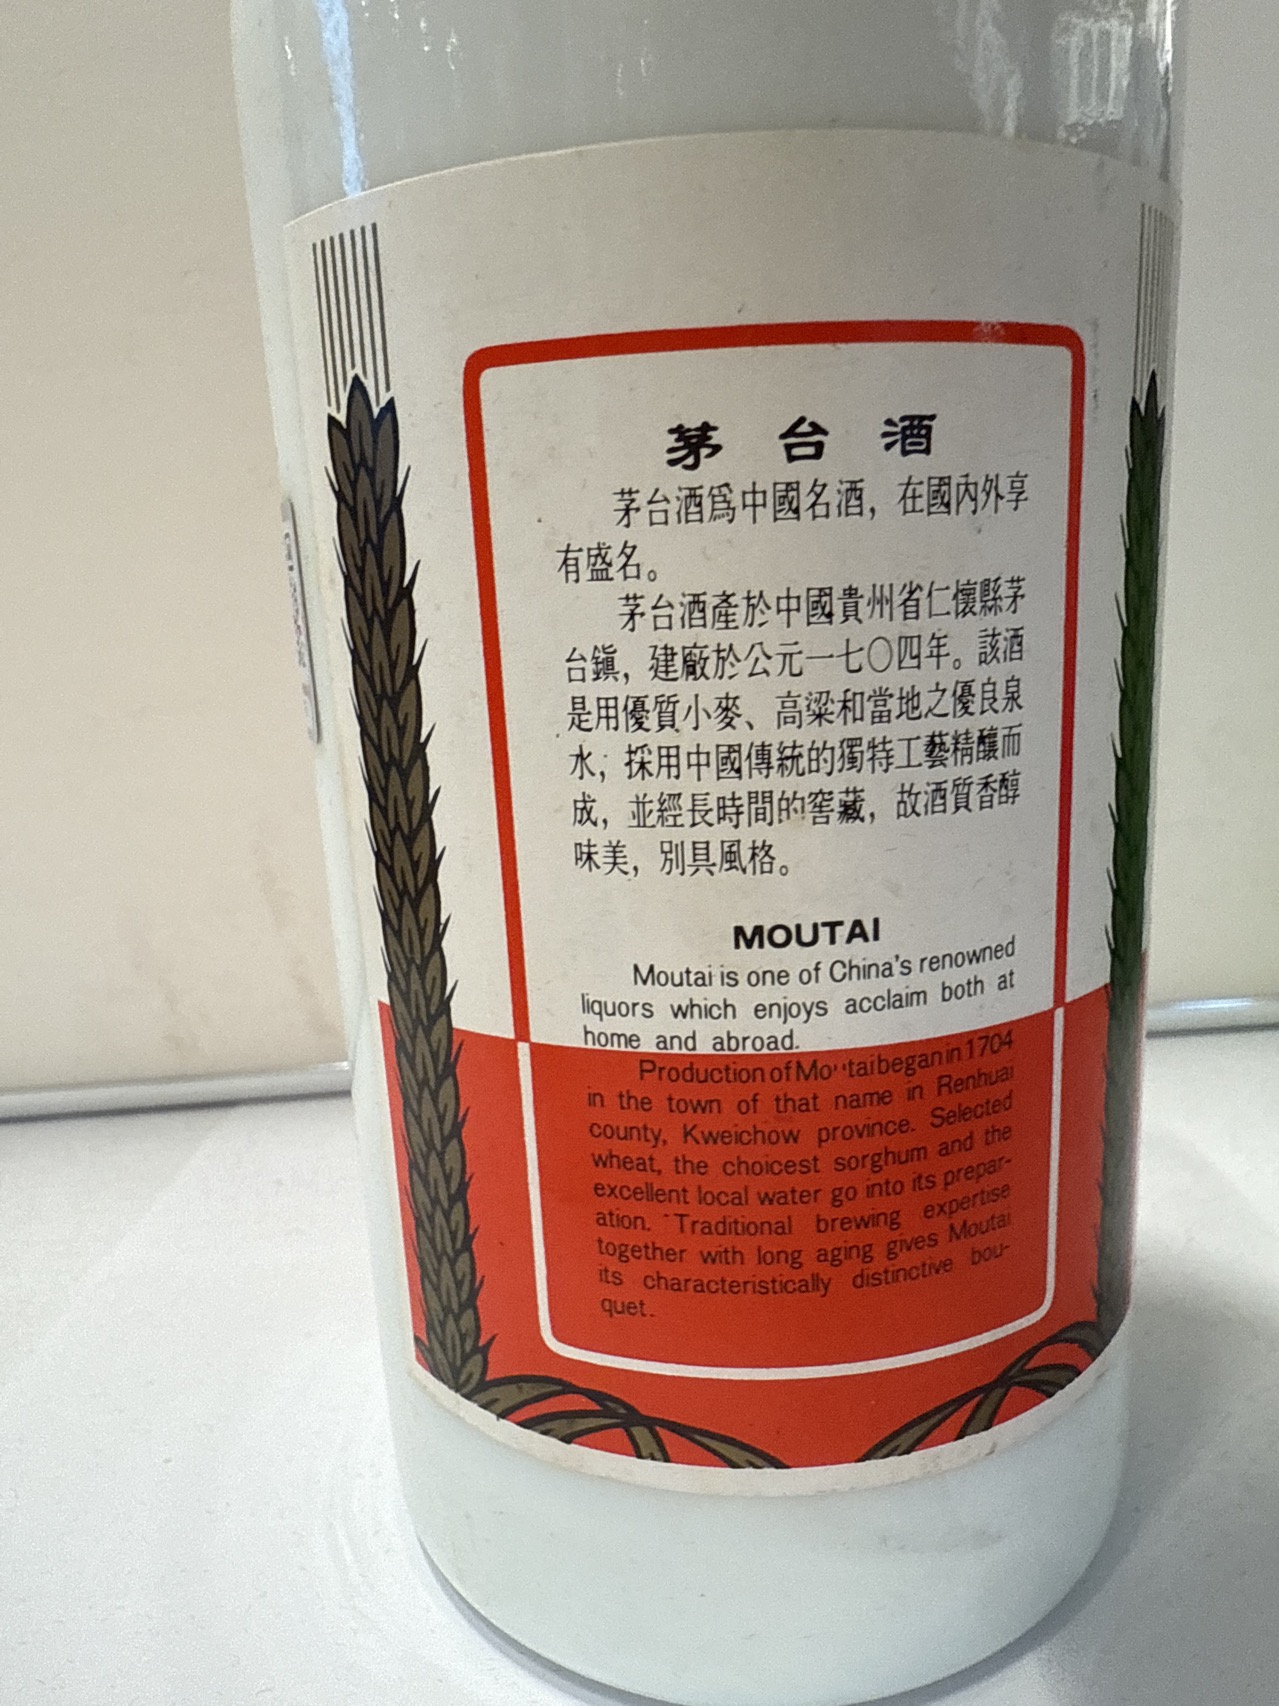 茅台酒
茅台酒爲中國名酒，在國內外享
有盛名。
茅台酒產於中國貴州省仁懷縣茅
台鎭，建廠於公元一七〇四年。該酒
是用優質小麥、高粱和當地之優良泉
水；採用中國傳統的獨特工藝精釀而
成，並經長時間的窖藏，故酒質香醇
味美，別具風格。
MOUTAI
Moutai is one of China's renowned
liquors which enjoys acclaim both at
home and abroad.
Production of Moutai began in 1704
in the town of that name in Renhuai
county, Kweichow province. Selected
wheat, the choicest sorghum and the
excellent local water go into its prepar-
ation. Traditional brewing expertise
together with long aging gives Moutai
its characteristically distinctive bou-
quet.